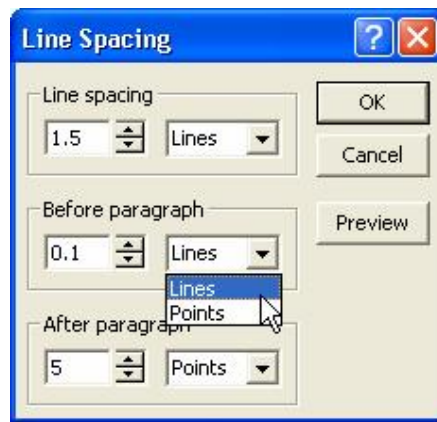 Line Spacing
Line spacing
1.5 Lines
OK
Cancel
Before paragraph
0.1 Lines
Preview
Lines
Points
After paragraph
5 Points